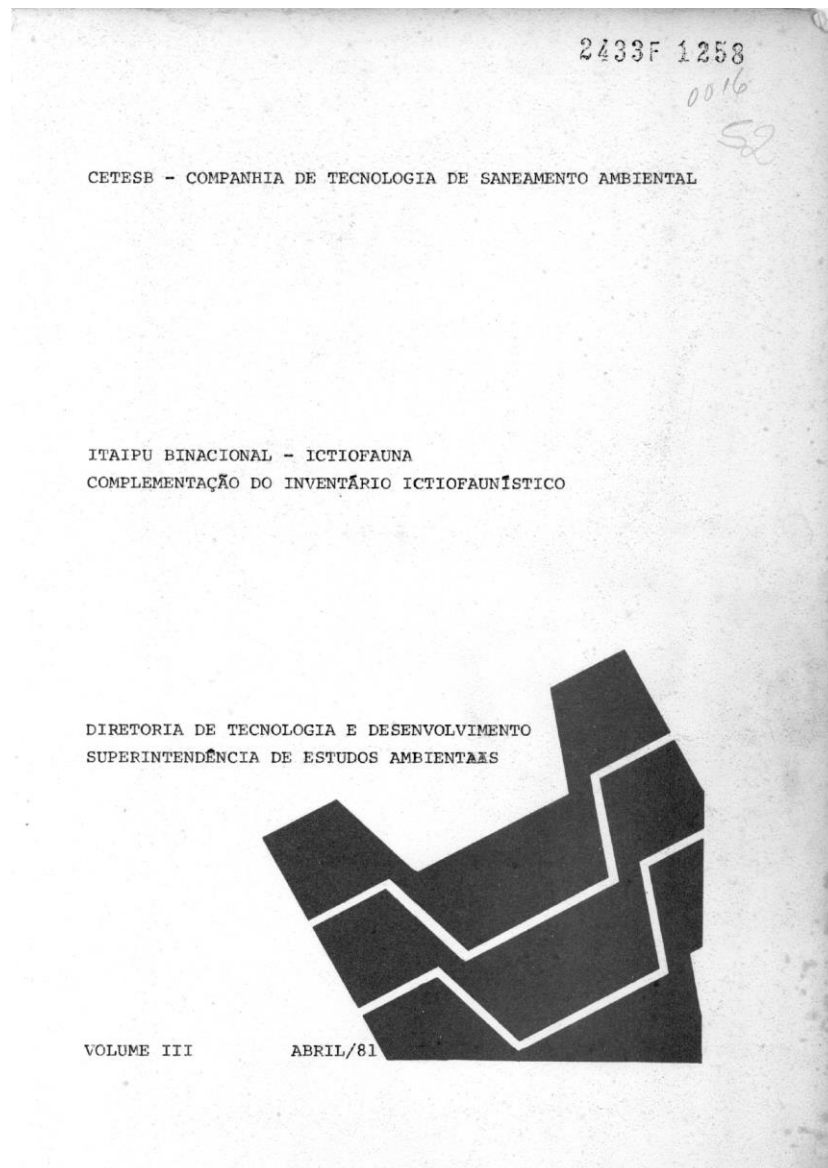 2433F 1258
0016
52
CETESB - COMPANHIA DE TECNOLOGIA DE SANEAMENTO AMBIENTAL
ITAIPU BINACIONAL - ICTIOFAUNA
COMPLEMENTAÇÃO DO INVENTÁRIO ICTIOFAUNÍSTICO
DIRETORIA DE TECNOLOGIA E DESENVOLVIMENTO
SUPERINTENDÊNCIA DE ESTUDOS AMBIENTAIS
VOLUME III ABRIL/81